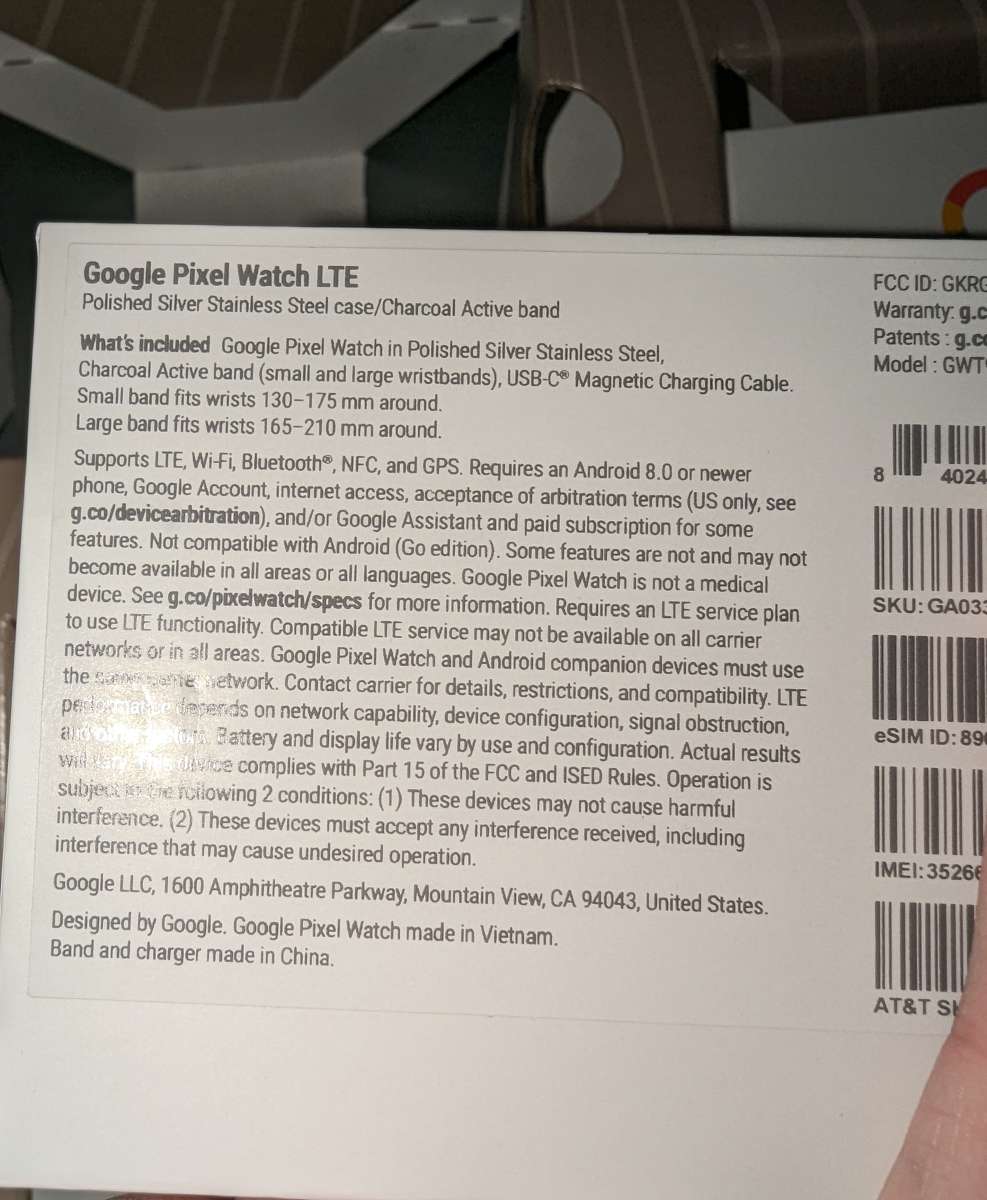 Google Pixel Watch LTE
Polished Silver Stainless Steel case/Charcoal Active band
What's included Google Pixel Watch in Polished Silver Stainless Steel,
Charcoal Active band (small and large wristbands), USB-C® Magnetic Charging Cable.
Small band fits wrists 130–175 mm around.
Large band fits wrists 165–210 mm around.
Supports LTE, Wi-Fi, Bluetooth®, NFC, and GPS. Requires an Android 8.0 or newer
phone, Google Account, internet access, acceptance of arbitration terms (US only, see
g.co/devicearbitration), and/or Google Assistant and paid subscription for some
features. Not compatible with Android (Go edition). Some features are not and may not
become available in all areas or all languages. Google Pixel Watch is not a medical
device. See g.co/pixelwatch/specs for more information. Requires an LTE service plan
to use LTE functionality. Compatible LTE service may not be available on all carrier
networks or in all areas. Google Pixel Watch and Android companion devices must use
the network. Contact carrier for details, restrictions, and compatibility. LTE
performance depends on network capability, device configuration, signal obstruction,
and Battery and display life vary by use and configuration. Actual results
will device complies with Part 15 of the FCC and ISED Rules. Operation is
subject to the following 2 conditions: (1) These devices may not cause harmful
interference. (2) These devices must accept any interference received, including
interference that may cause undesired operation.
Google LLC, 1600 Amphitheatre Parkway, Mountain View, CA 94043, United States.
Designed by Google. Google Pixel Watch made in Vietnam.
Band and charger made in China.
FCC ID: GKRG
Warranty: g.c
Patents : g.co
Model : GWT
8 4024
SKU: GA033
eSIM ID: 890
IMEI: 35266
AT&T SK